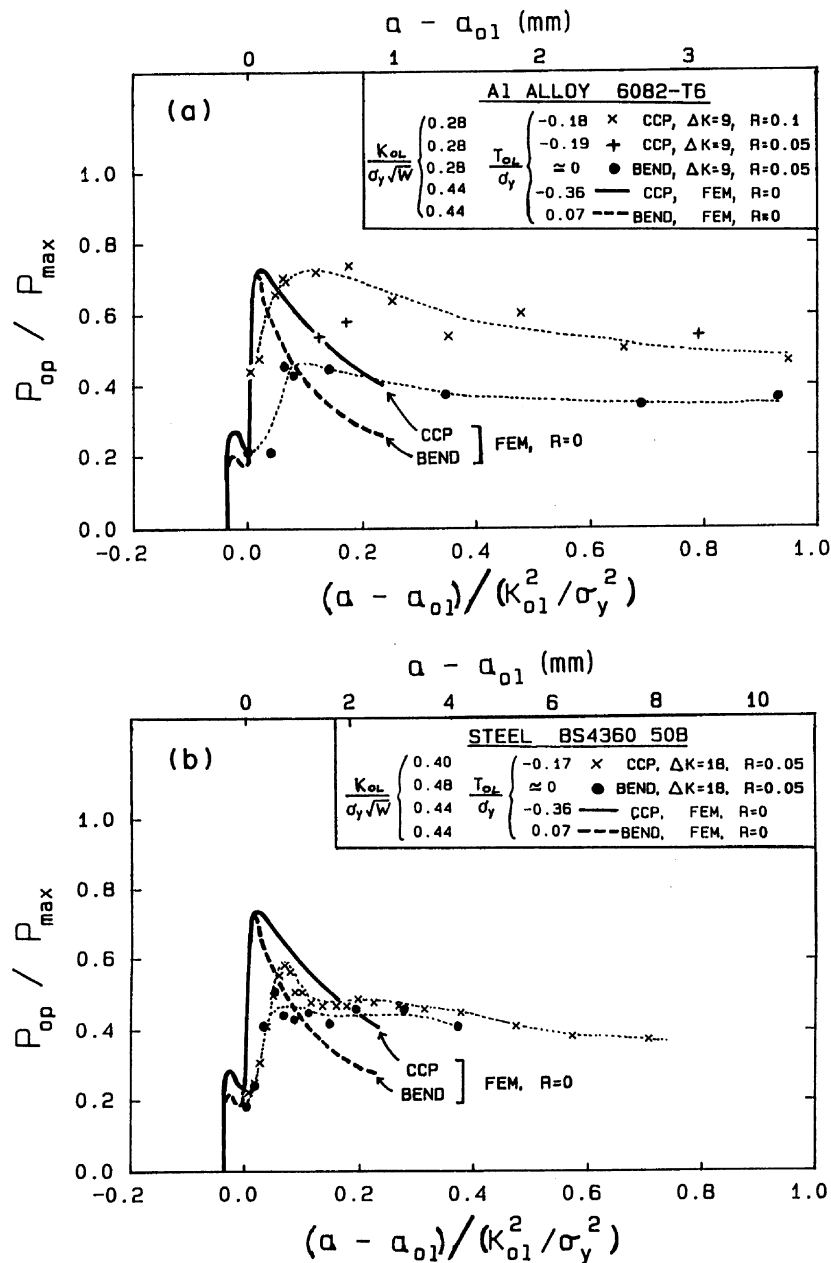 a - a_ol (mm)
0 1 2 3
(a)
Al ALLOY 6082-T6
K_OL / σ_y √W
T_OL / σ_y
0.28 -0.18 × CCP, ΔK=9, R=0.1
0.28 -0.19 + CCP, ΔK=9, R=0.05
0.28 ≃0 ● BEND, ΔK=9, R=0.05
0.44 -0.36 CCP, FEM, R=0
0.44 0.07 BEND, FEM, R=0
P_op / P_max
1.0
0.8
0.6
0.4
0.2
0.0
CCP
BEND
FEM, R=0
-0.2 0.0 0.2 0.4 0.6 0.8 1.0
(a - a_ol)/(K_ol^2/σ_y^2)
a - a_ol (mm)
0 2 4 6 8 10
(b)
STEEL BS4360 50B
K_OL / σ_y √W
T_OL / σ_y
0.40 -0.17 × CCP, ΔK=18, R=0.05
0.48 ≃0 ● BEND, ΔK=18, R=0.05
0.44 -0.36 CCP, FEM, R=0
0.44 0.07 BEND, FEM, R=0
P_op / P_max
1.0
0.8
0.6
0.4
0.2
0.0
CCP
BEND
FEM, R=0
-0.2 0.0 0.2 0.4 0.6 0.8 1.0
(a - a_ol)/(K_ol^2/σ_y^2)